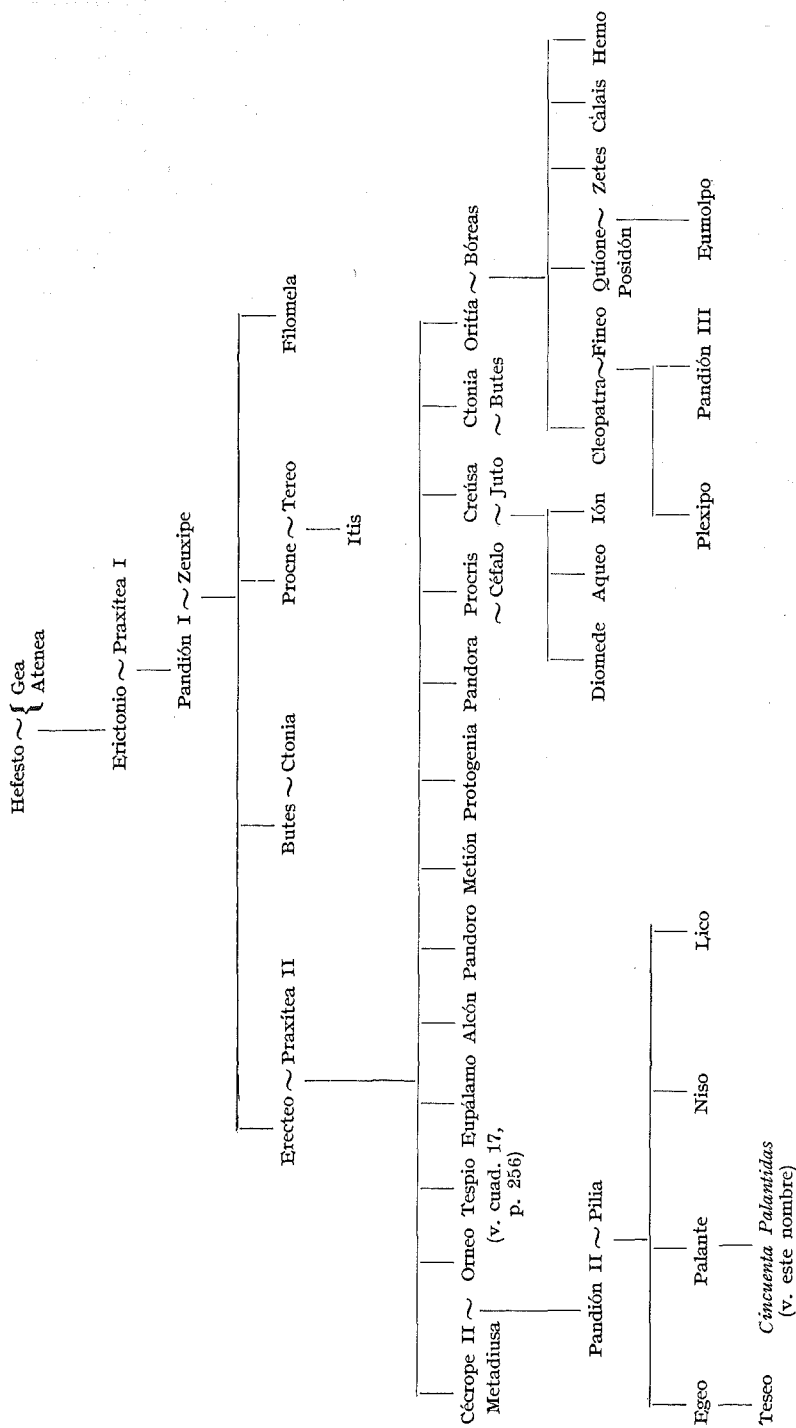 Hefesto ~ { Gea
Atenea
Erictonio ~ Praxítea I
Pandión I ~ Zeuxipe
Erecteo ~ Praxítea II Butes ~ Ctonia Procne ~ Tereo Filomela
Itis
Cécrope II ~ Orneo Tespio Eupálamo Alcón Pandoro Metión Protogenia Pandora Procris Creúsa Ctonia Oritía ~ Bóreas
Metadiusa (v. cuad. 17, ~ Céfalo ~ Juto ~ Butes
p. 256)
Diomede Aqueo Ión Cleopatra ~ Fineo Quíone ~ Zetes Cálais Hemo
Posidón
Pandión II ~ Pilia
Plexipo Pandión III Eumolpo
Egeo Palante Niso Lico
Teseo Cincuenta Palantidas
(v. este nombre)